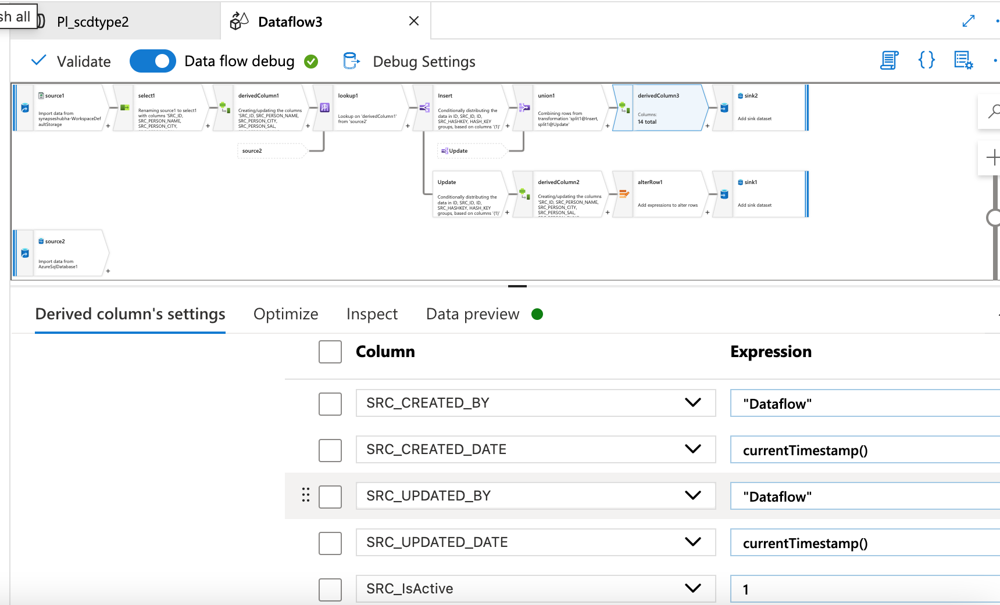 sh all
Pl_scdtype2
Dataflow3
Validate
Data flow debug
Debug Settings
source1
Import data from
synapseshubha-WorkspaceDef
aultStorage
select1
Renaming source1 to select1
with columns 'SRC_ID,
SRC_PERSON_NAME,
SRC_PERSON_CITY,
derivedColumn1
Creating/updating the columns
'SRC_ID, SRC_PERSON_NAME,
SRC_PERSON_CITY,
SRC_PERSON_SAL,
lookup1
Lookup on 'derivedColumn1'
from 'source2'
Insert
Conditionally distributing the
data in ID, SRC_ID, ID,
SRC_HASHKEY, HASH_KEY
groups, based on columns '{1}'
union1
Combining rows from
transformation 'split1@Insert,
split1@Update'
derivedColumn3
Columns:
14 total
sink2
Add sink dataset
source2
Update
Update
Conditionally distributing the
data in ID, SRC_ID, ID,
SRC_HASHKEY, HASH_KEY
groups, based on columns '{1}'
derivedColumn2
Creating/updating the columns
'SRC_ID, SRC_PERSON_NAME,
SRC_PERSON_CITY,
SRC_PERSON_SAL,
alterRow1
Add expressions to alter rows
sink1
Add sink dataset
source2
Import data from
AzureSqlDatabase1
Derived column's settings
Optimize
Inspect
Data preview
Column
Expression
SRC_CREATED_BY
"Dataflow"
SRC_CREATED_DATE
currentTimestamp()
SRC_UPDATED_BY
"Dataflow"
SRC_UPDATED_DATE
currentTimestamp()
SRC_IsActive
1